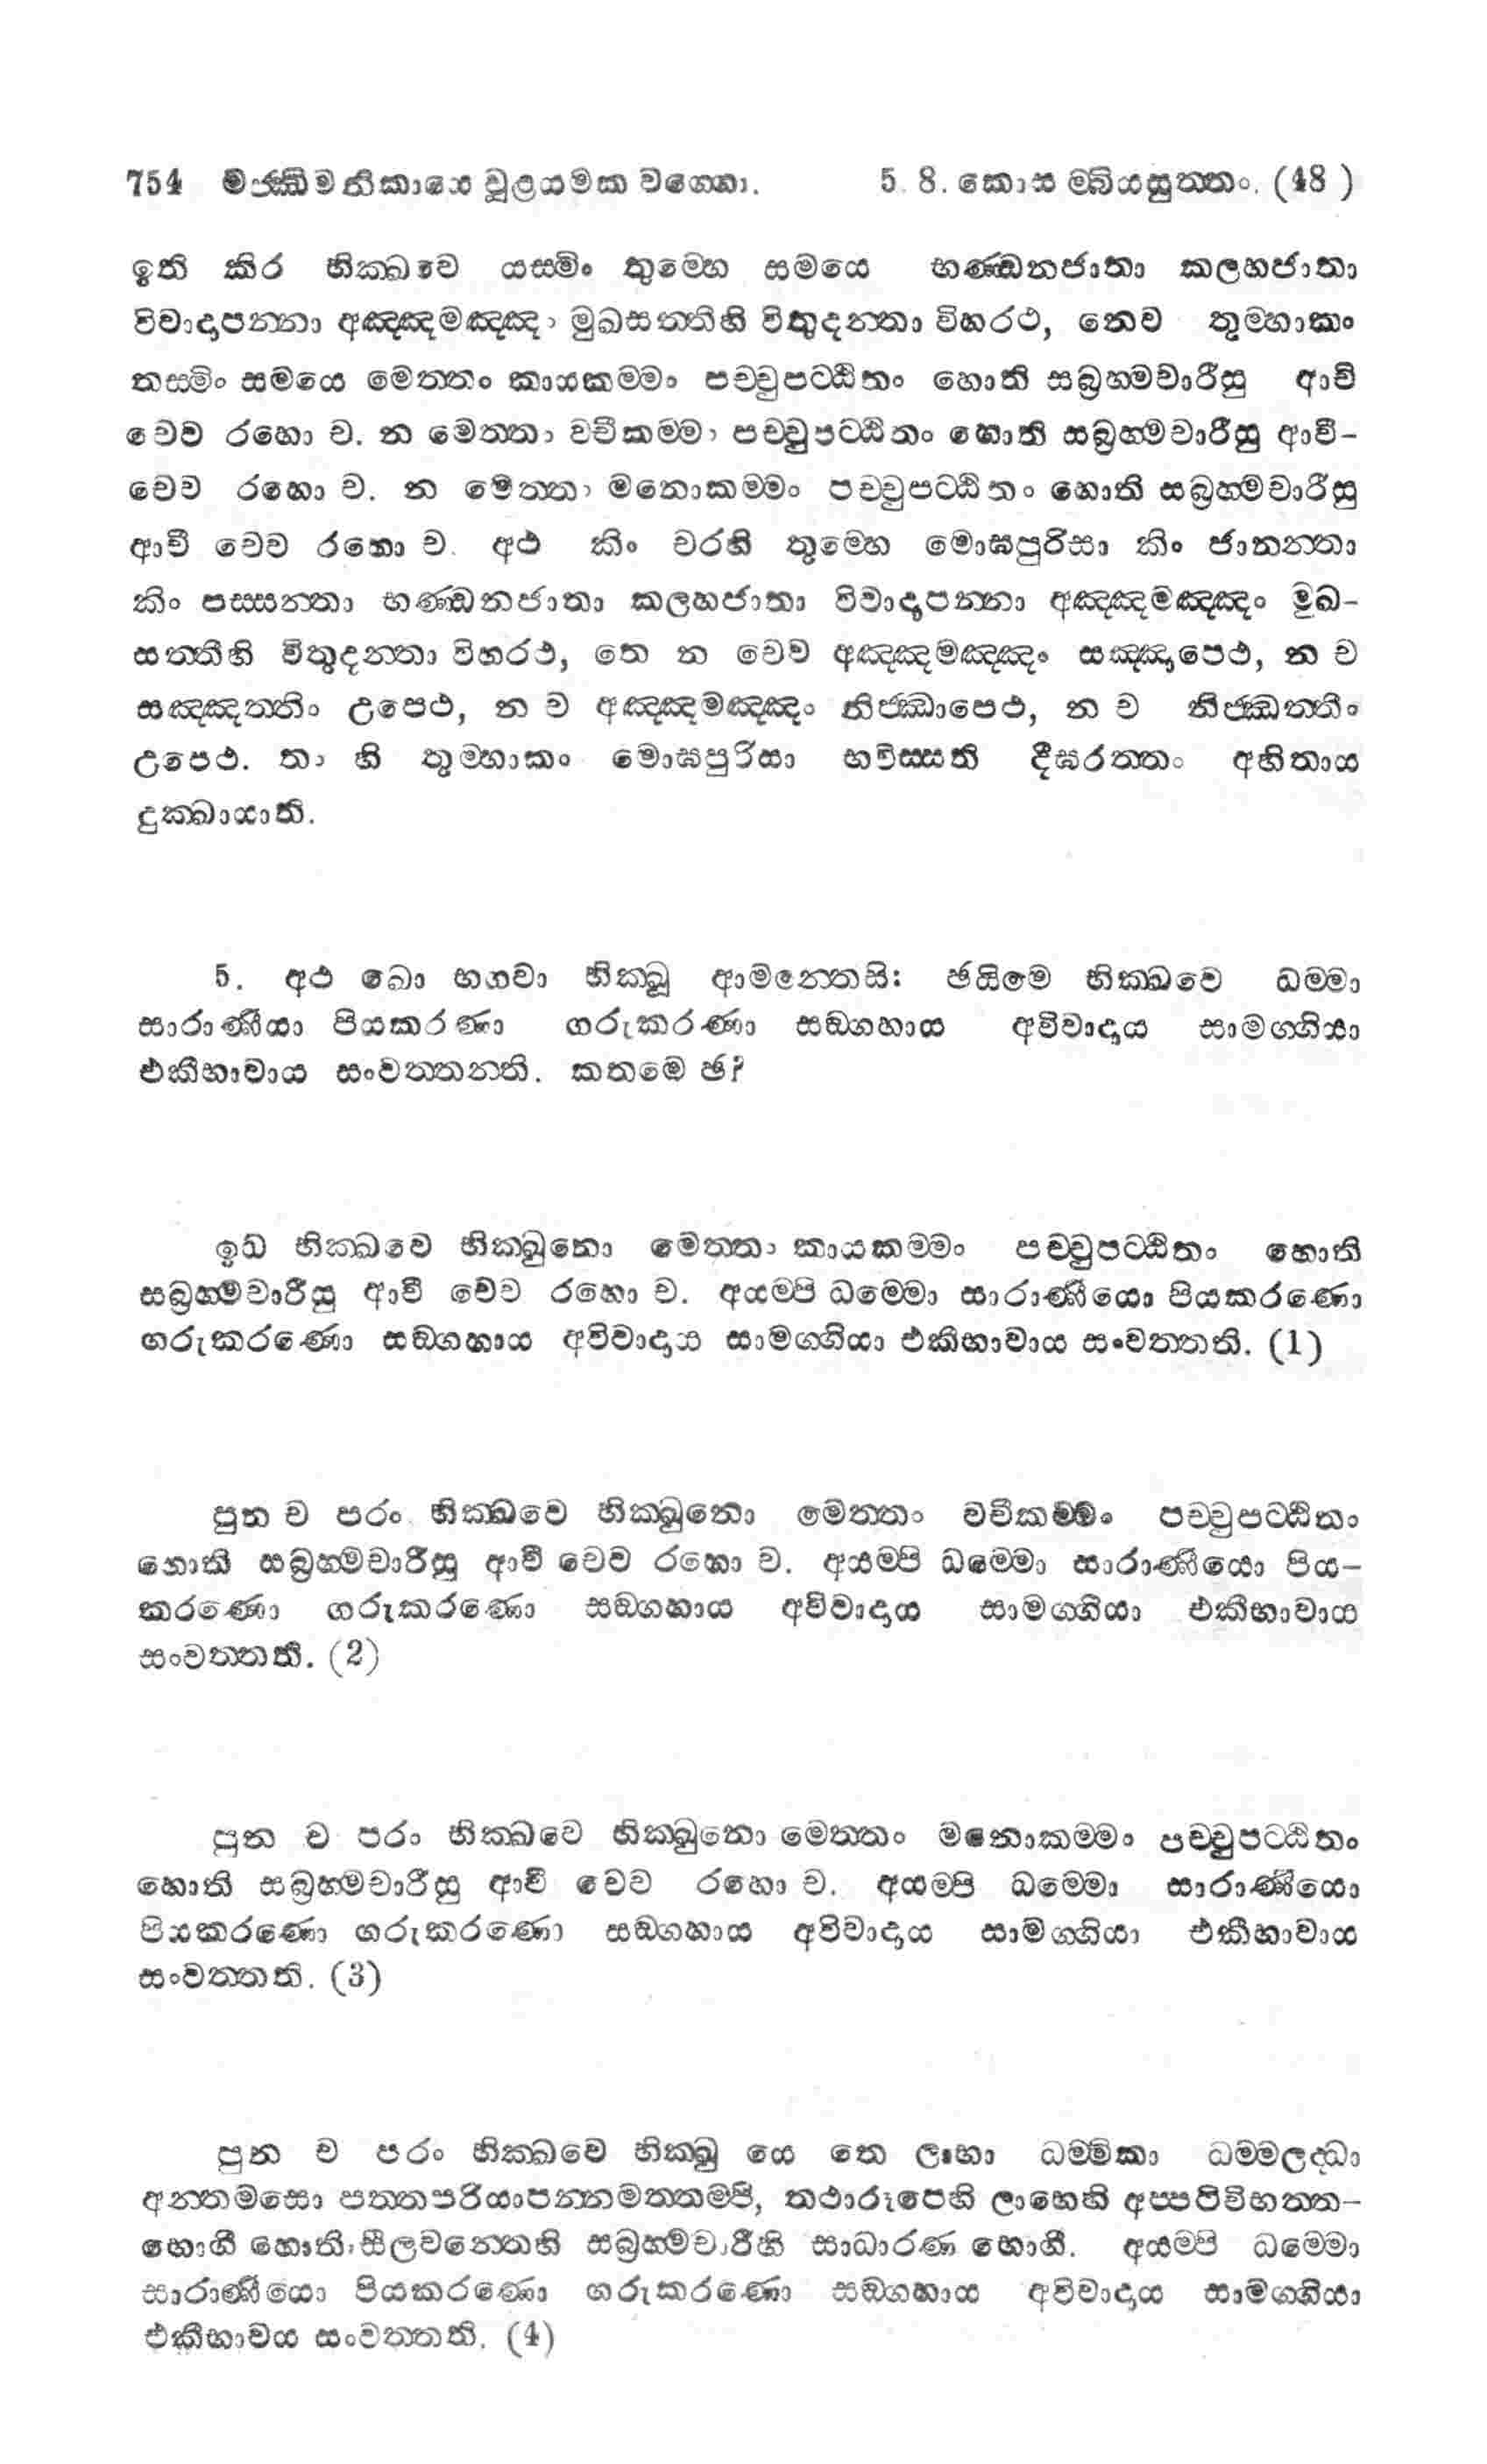 754 මජ්ඣිමනිකායෙ චූළයමක වග්ගො. 5. 8. කොසම්බියසුත්තං. (48)
ඉති කිර භික්ඛවෙ යස්මිං තුම්හෙ සමයෙ භණ්ඩනජාතා කලහජාතා
විවාදාපන්නා අඤ්ඤමඤ්ඤං මුඛසත්තීහි විතුදන්තා විහරථ, නෙව තුම්හාකං
තස්මිං සමයෙ මෙත්තං කායකම්මං පච්චුපට්ඨිතං හොති සබ්‍රහ්මචාරීසු ආවී
චෙව රහො ච. න මෙත්තං වචීකම්මං පච්චුපට්ඨිතං හොති සබ්‍රහ්මචාරීසු ආවී-
චෙව රහො ච. න මෙත්තං මනොකම්මං පච්චුපට්ඨිතං හොති සබ්‍රහ්මචාරීසු
ආවී චෙව රහො ච. අථ කිං චරහි තුම්හෙ මොඝපුරිසා කිං ජානන්තා
කිං පස්සන්තා භණ්ඩනජාතා කලහජාතා විවාදාපන්නා අඤ්ඤමඤ්ඤං මුඛ-
සත්තීහි විතුදන්තා විහරථ, තෙ න චෙව අඤ්ඤමඤ්ඤං සඤ්ඤාපෙථ, න ච
සඤ්ඤත්තිං උපෙථ, න ච අඤ්ඤමඤ්ඤං නිජ්ඣාපෙථ, න ච නිජ්ඣත්තිං
උපෙථ. තං හි තුම්හාකං මොඝපුරිසා භවිස්සති දීඝරත්තං අහිතාය
දුක්ඛායාති.
5. අථ ඛො භගවා භික්ඛූ ආමන්තෙසි: ඡයිමෙ භික්ඛවෙ ධම්මා
සාරාණීයා පියකරණා ගරුකරණා සඞ්ගහාය අවිවාදාය සාමග්ගියා
එකීභාවාය සංවත්තන්ති. කතමෙ ඡ?
ඉධ භික්ඛවෙ භික්ඛුනො මෙත්තං කායකම්මං පච්චුපට්ඨිතං හොති
සබ්‍රහ්මචාරීසු ආවී චෙව රහො ච. අයම්පි ධම්මො සාරාණීයො පියකරණො
ගරුකරණො සඞ්ගහාය අවිවාදාය සාමග්ගියා එකීභාවාය සංවත්තති. (1)
පුන ච පරං භික්ඛවෙ භික්ඛුනො මෙත්තං වචීකම්මං පච්චුපට්ඨිතං
හොති සබ්‍රහ්මචාරීසු ආවී චෙව රහො ච. අයම්පි ධම්මො සාරාණීයො පිය-
කරණො ගරුකරණො සඞ්ගහාය අවිවාදාය සාමග්ගියා එකීභාවාය
සංවත්තති. (2)
පුන ච පරං භික්ඛවෙ භික්ඛුනො මෙත්තං මනොකම්මං පච්චුපට්ඨිතං
හොති සබ්‍රහ්මචාරීසු ආවී චෙව රහො ච. අයම්පි ධම්මො සාරාණීයො
පියකරණො ගරුකරණො සඞ්ගහාය අවිවාදාය සාමග්ගියා එකීභාවාය
සංවත්තති. (3)
පුන ච පරං භික්ඛවෙ භික්ඛු යෙ තෙ ලාභා ධම්මිකා ධම්මලද්ධා
අන්තමසො පත්තපරියාපන්නමත්තම්පි, තථාරූපෙහි ලාභෙහි අප්පටිවිභත්ත-
භොගී හොති, සීලවන්තෙහි සබ්‍රහ්මචාරීහි සාධාරණ භොගී. අයම්පි ධම්මො
සාරාණීයො පියකරණො ගරුකරණො සඞ්ගහාය අවිවාදාය සාමග්ගියා
එකීභාවය සංවත්තති. (4)